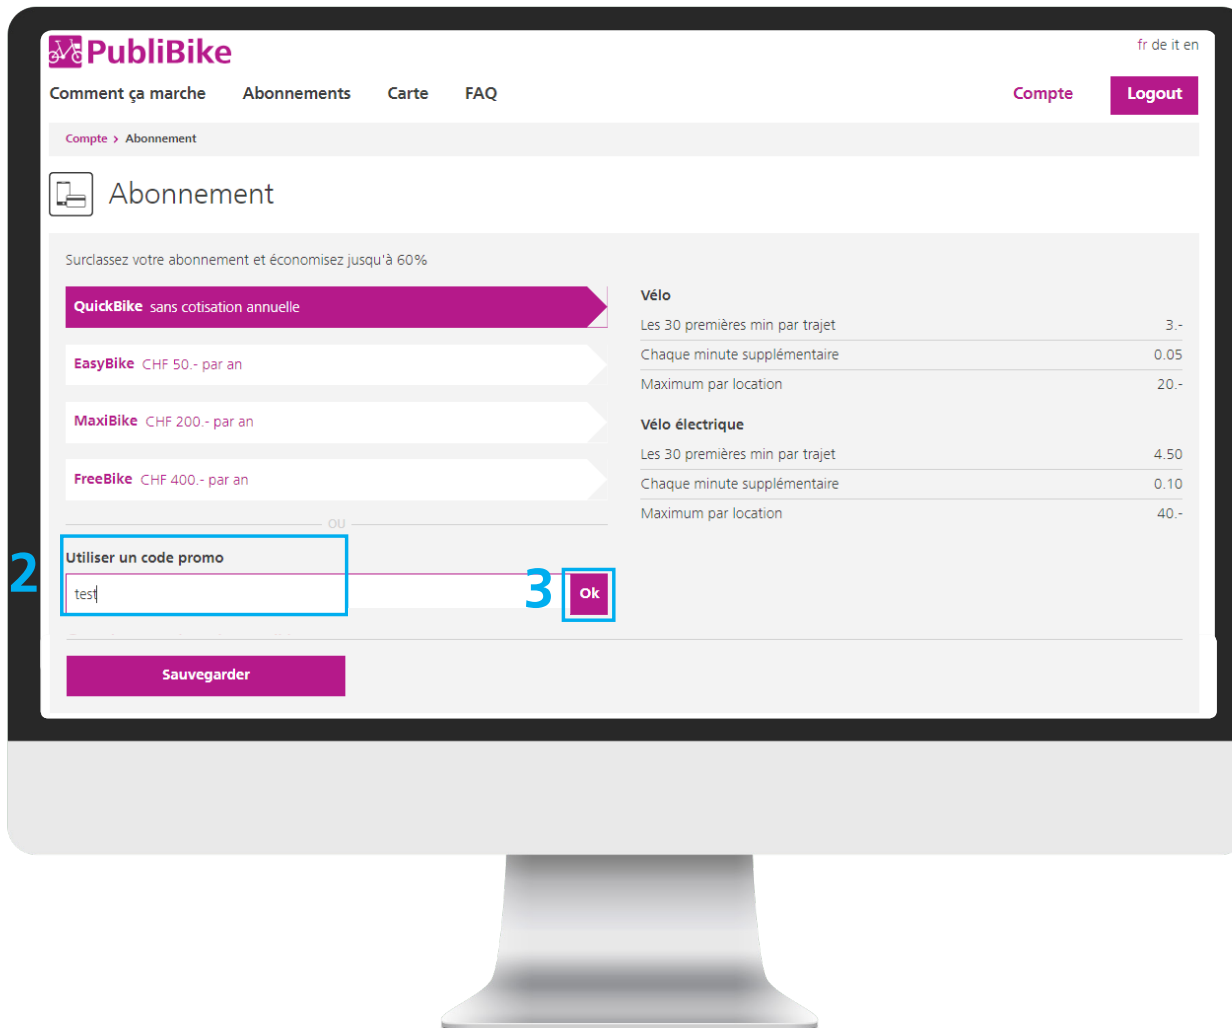 PubliBike
fr de it en
Comment ça marche Abonnements Carte FAQ Compte Logout
Compte > Abonnement
Abonnement
Surclassez votre abonnement et économisez jusqu'à 60%
QuickBike sans cotisation annuelle
EasyBike CHF 50.- par an
MaxiBike CHF 200.- par an
FreeBike CHF 400.- par an
OU
2
Utiliser un code promo
test
3
Ok
Sauvegarder
Vélo
Les 30 premières min par trajet 3.-
Chaque minute supplémentaire 0.05
Maximum par location 20.-
Vélo électrique
Les 30 premières min par trajet 4.50
Chaque minute supplémentaire 0.10
Maximum par location 40.-